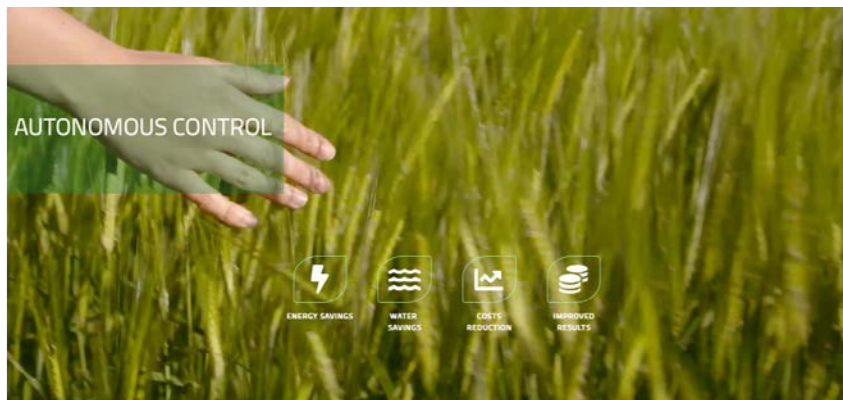 AUTONOMOUS CONTROL
ENERGY SAVINGS
WATER
SAVINGS
COSTS
REDUCTION
IMPROVED
RESULTS